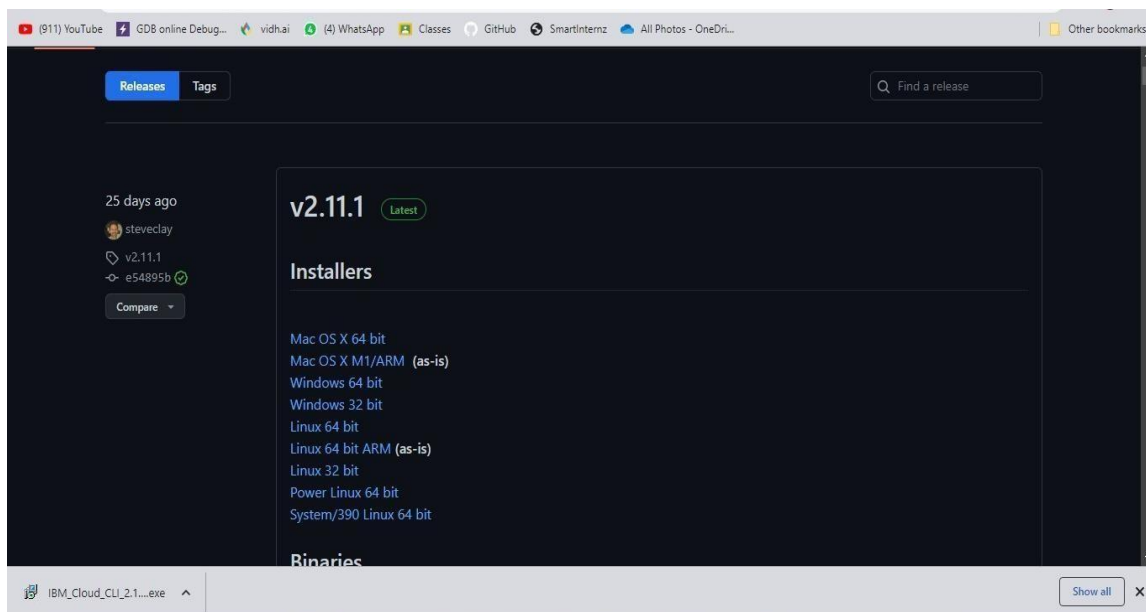 (911) YouTube GDB online Debug... vidh.ai (4) WhatsApp Classes GitHub SmartInternz All Photos - OneDri... Other bookmarks
Releases Tags Find a release
25 days ago
steveclay
v2.11.1
e54895b
Compare
v2.11.1 Latest
Installers
Mac OS X 64 bit
Mac OS X M1/ARM (as-is)
Windows 64 bit
Windows 32 bit
Linux 64 bit
Linux 64 bit ARM (as-is)
Linux 32 bit
Power Linux 64 bit
System/390 Linux 64 bit
Binaries
IBM_Cloud_CLI_2.1....exe Show all